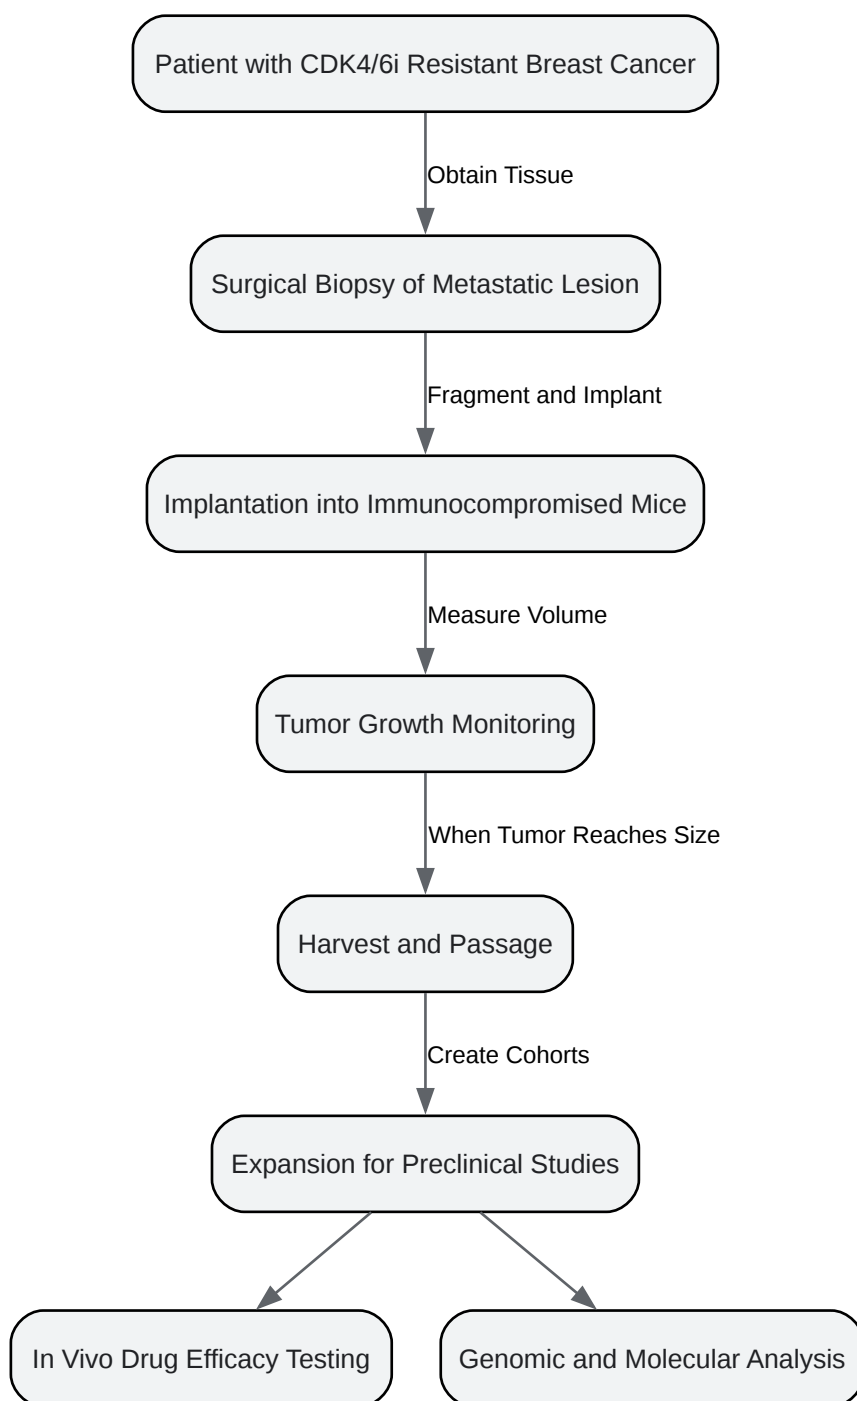 Patient with CDK4/6i Resistant Breast Cancer
Obtain Tissue
Surgical Biopsy of Metastatic Lesion
Fragment and Implant
Implantation into Immunocompromised Mice
Measure Volume
Tumor Growth Monitoring
When Tumor Reaches Size
Harvest and Passage
Create Cohorts
Expansion for Preclinical Studies
In Vivo Drug Efficacy Testing
Genomic and Molecular Analysis